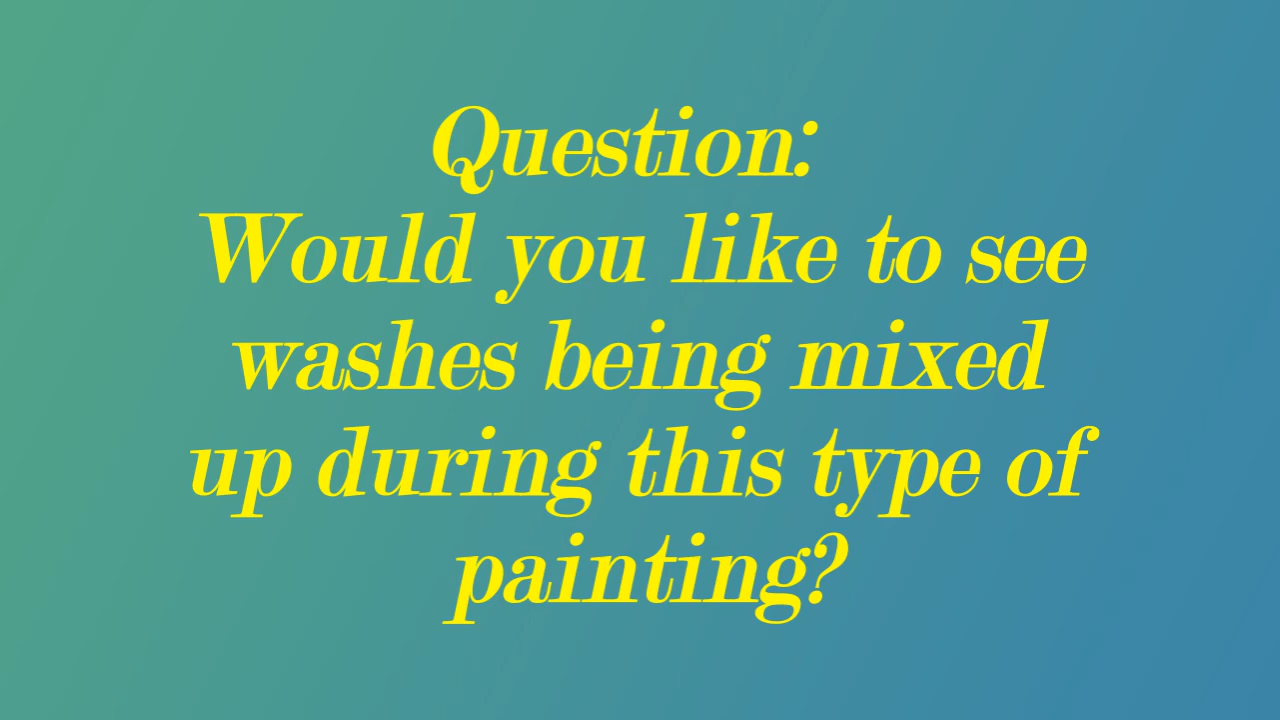 Question:
Would you like to see
washes being mixed
up during this type of
painting?